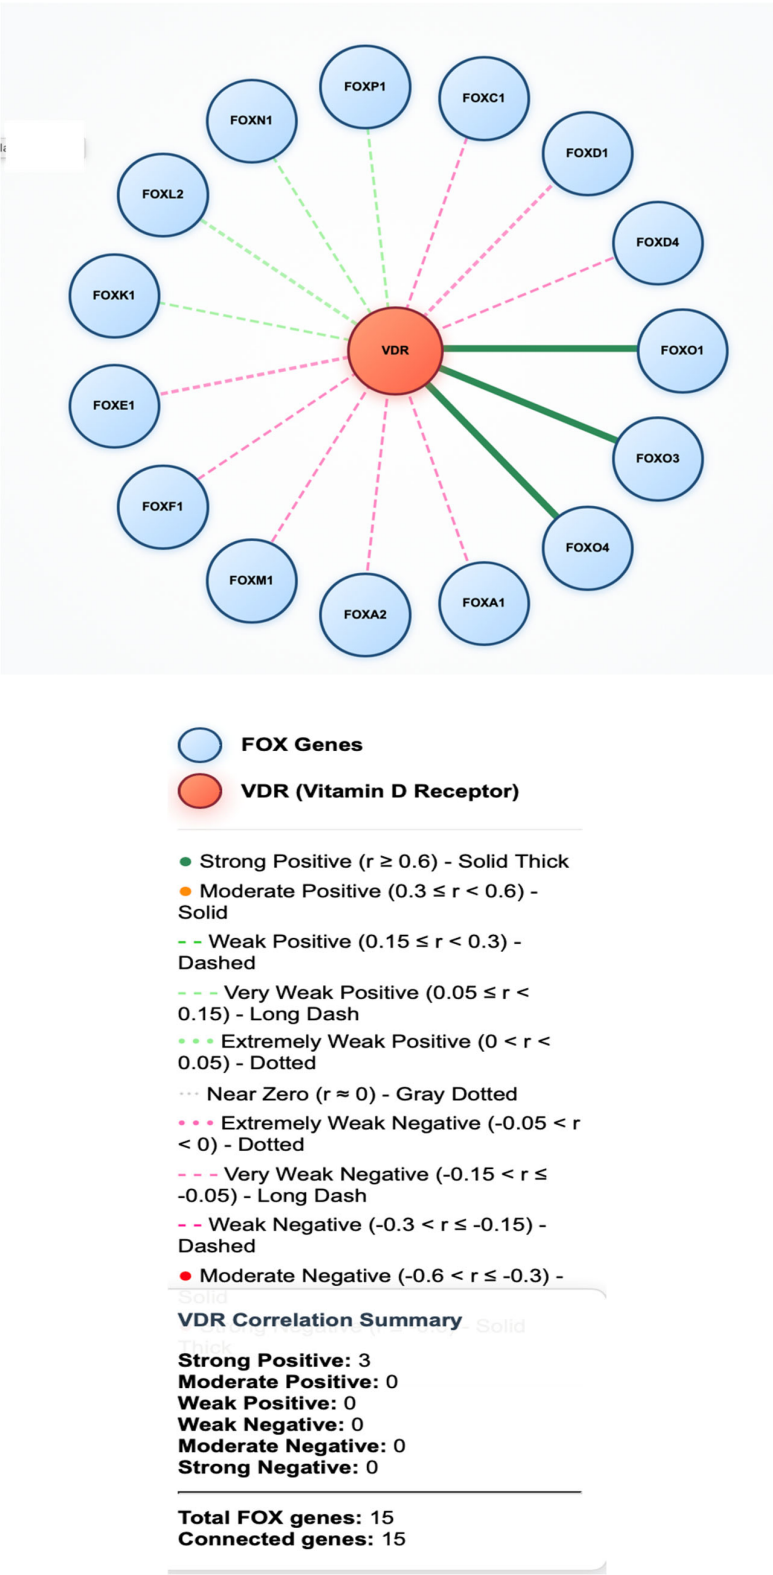 FOXP1
FOXC1
FOXN1
FOXD1
FOXL2
FOXD4
FOXK1
VDR
FOXO1
FOXE1
FOXO3
FOXF1
FOXO4
FOXM1
FOXA2
FOXA1
FOX Genes
VDR (Vitamin D Receptor)
Strong Positive (r ≥ 0.6) - Solid Thick
Moderate Positive (0.3 ≤ r < 0.6) -
Solid
Weak Positive (0.15 ≤ r < 0.3) -
Dashed
Very Weak Positive (0.05 ≤ r <
0.15) - Long Dash
Extremely Weak Positive (0 < r <
0.05) - Dotted
Near Zero (r ≈ 0) - Gray Dotted
Extremely Weak Negative (-0.05 < r
< 0) - Dotted
Very Weak Negative (-0.15 < r ≤
-0.05) - Long Dash
Weak Negative (-0.3 < r ≤ -0.15) -
Dashed
Moderate Negative (-0.6 < r ≤ -0.3) -
Solid
VDR Correlation Summary
Solid
Thick
Strong Positive: 3
Moderate Positive: 0
Weak Positive: 0
Weak Negative: 0
Moderate Negative: 0
Strong Negative: 0
Total FOX genes: 15
Connected genes: 15